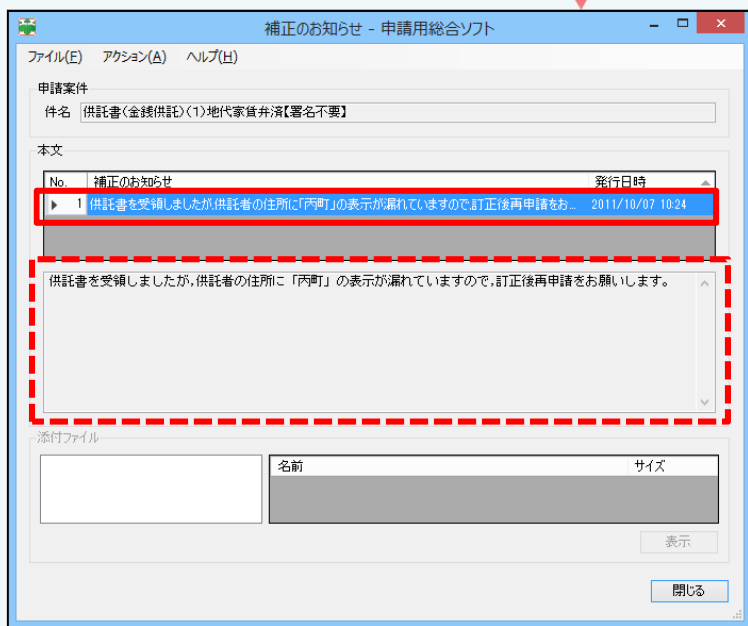 補正のお知らせ - 申請用総合ソフト
ファイル(F) アクション(A) ヘルプ(H)
申請案件
件名 供託書(金銭供託)(1)地代家賃弁済【署名不要】
本文
No. 補正のお知らせ 発行日時
1 供託書を受領しましたが,供託者の住所に「丙町」の表示が漏れていますので,訂正後再申請をお... 2011/10/07 10:24
供託書を受領しましたが,供託者の住所に「丙町」の表示が漏れていますので,訂正後再申請をお願いします。
添付ファイル
名前 サイズ
表示
閉じる